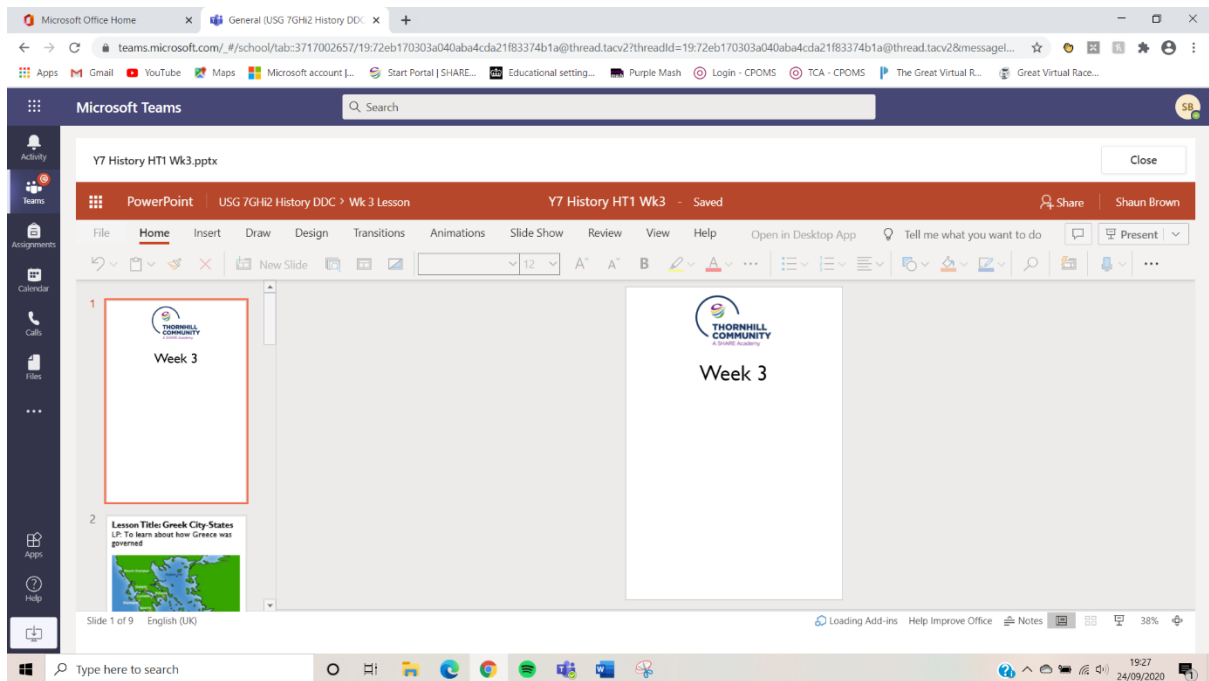 Microsoft Office Home
General (USG 7GHi2 History DDC
teams.microsoft.com/_#/school/tab::3717002657/19:72eb170303a040aba4cda21f83374b1a@thread.tacv2?threadId=19:72eb170303a040aba4cda21f83374b1a@thread.tacv2&messageI...
Apps Gmail YouTube Maps Microsoft account |... Start Portal | SHARE... Educational setting... Purple Mash Login - CPOMS TCA - CPOMS The Great Virtual R... Great Virtual Race...
Microsoft Teams
Search
SB
Activity
Teams
Assignments
Calendar
Calls
Files
Apps
Help
Y7 History HT1 Wk3.pptx
Close
PowerPoint USG 7GHi2 History DDC > Wk 3 Lesson Y7 History HT1 Wk3 - Saved Share Shaun Brown
File Home Insert Draw Design Transitions Animations Slide Show Review View Help Open in Desktop App Tell me what you want to do Present
New Slide 12 A A B A
1
THORNHILL
COMMUNITY
A SHARE Academy
Week 3
2
Lesson Title: Greek City-States
LP: To learn about how Greece was
governed
THORNHILL
COMMUNITY
A SHARE Academy
Week 3
Slide 1 of 9 English (UK) Loading Add-ins Help Improve Office Notes 38%
Type here to search
19:27
24/09/2020